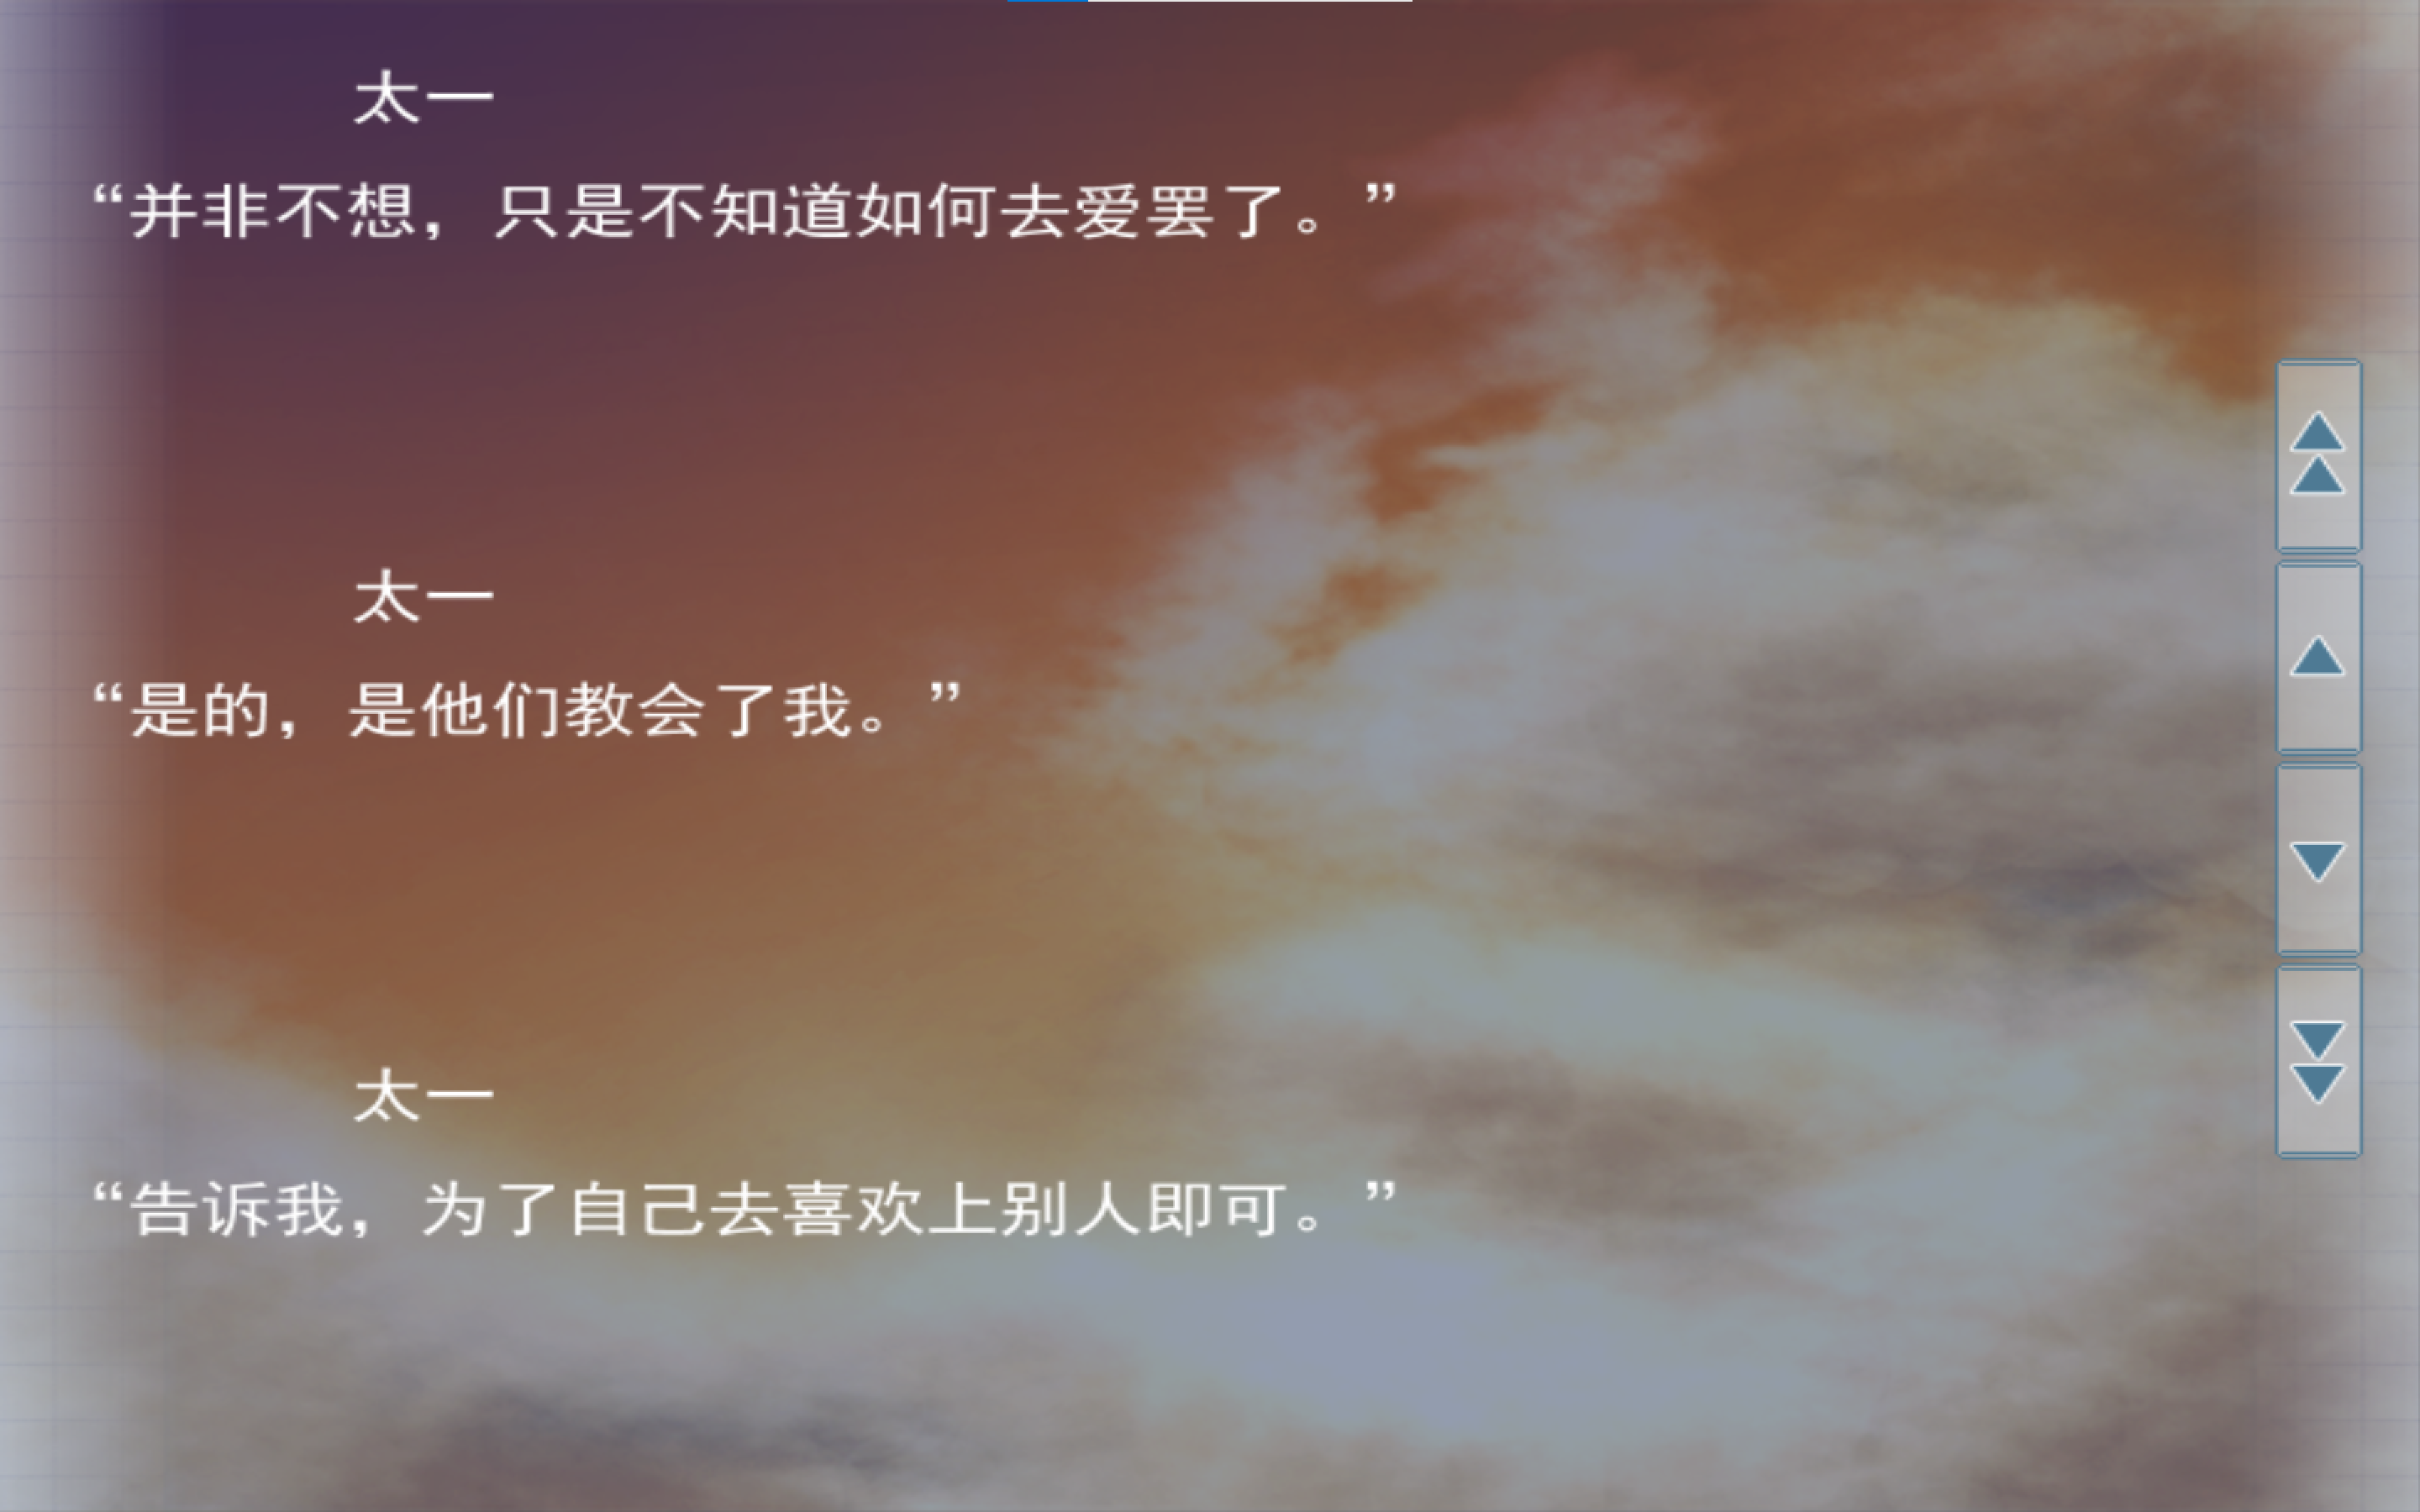 太一
“并非不想，只是不知道如何去爱罢了。”
太一
“是的，是他们教会了我。”
太一
“告诉我，为了自己去喜欢上别人即可。”